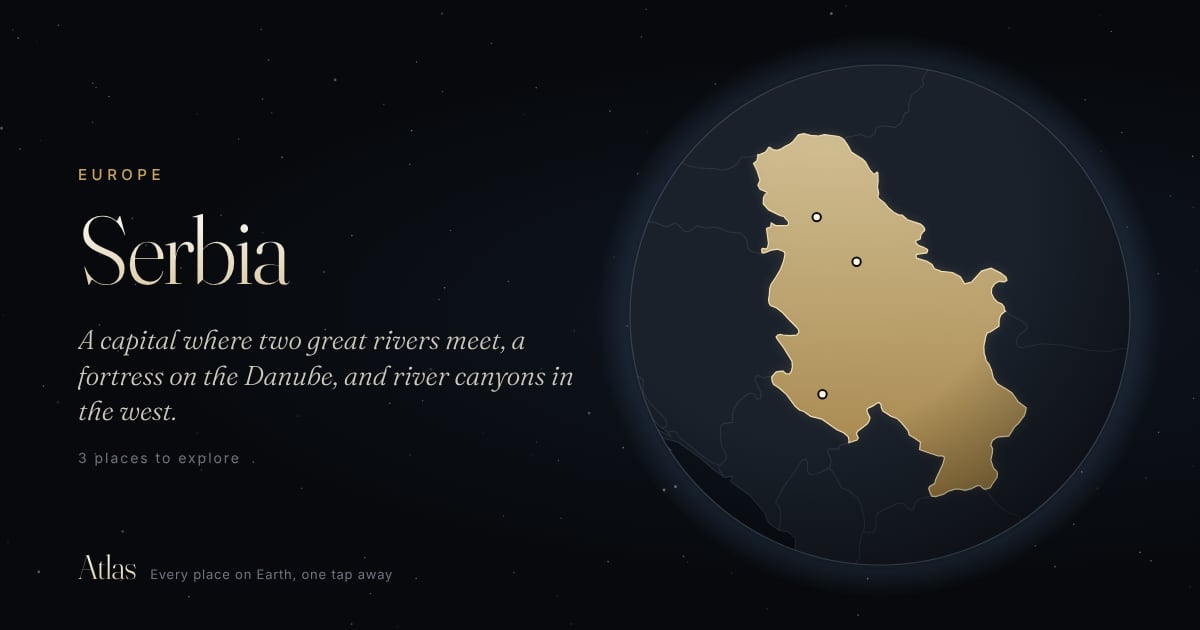 EUROPE
Serbia
A capital where two great rivers meet, a
fortress on the Danube, and river canyons in
the west.
3 places to explore
Atlas Every place on Earth, one tap away